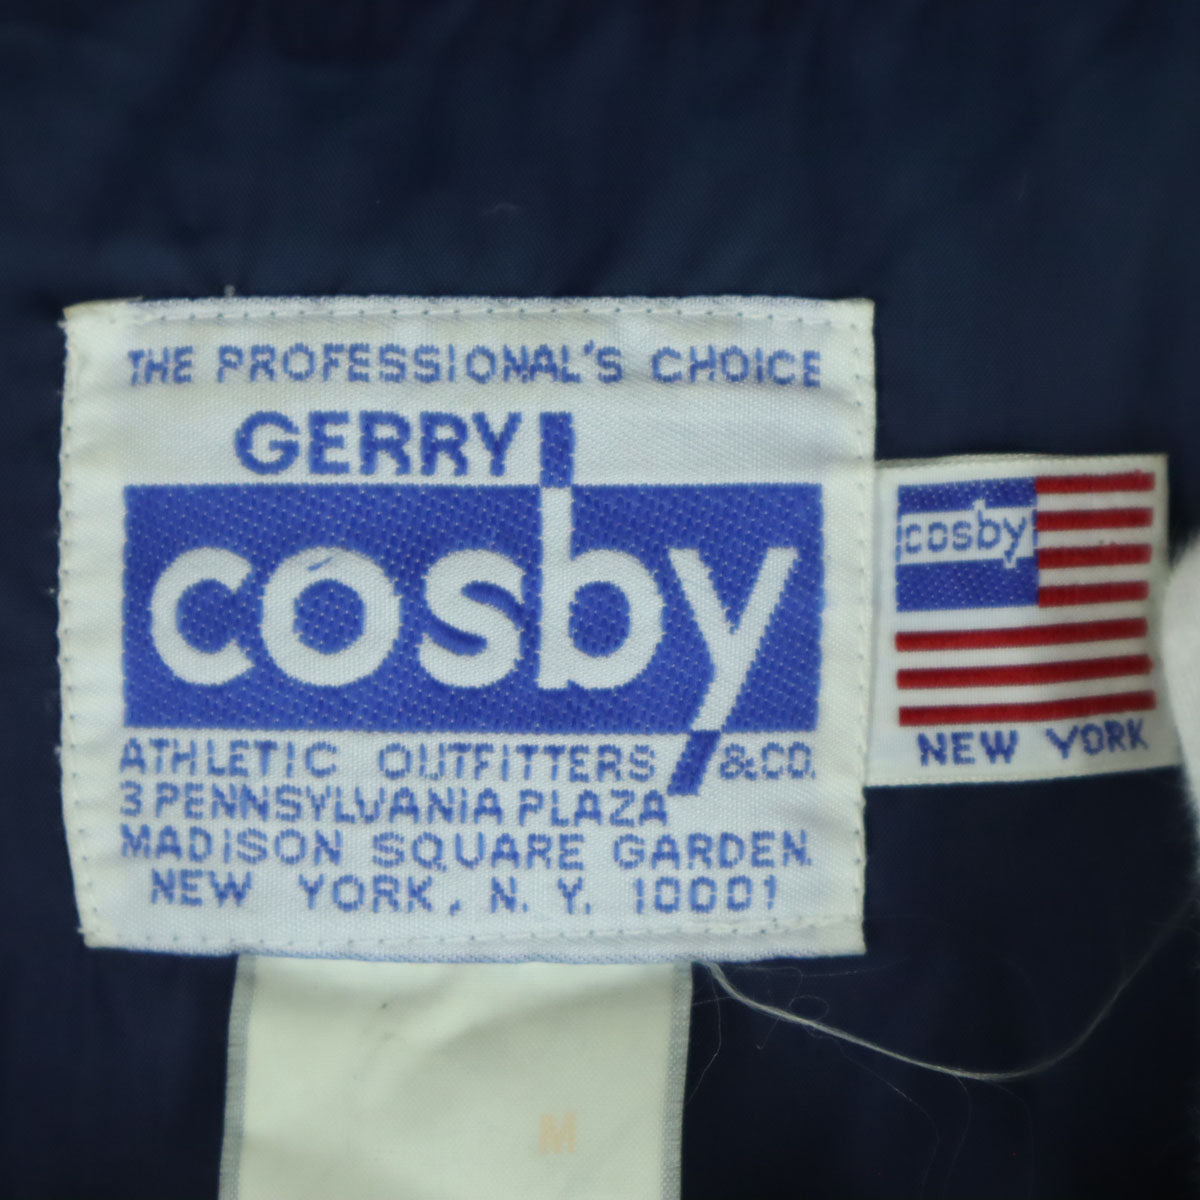 THE PROFESSIONAL'S CHOICE
GERRY
cosby
ATHLETIC OUTFITTERS & CO.
3 PENNSYLVANIA PLAZA
MADISON SQUARE GARDEN
NEW YORK, N. Y. 10001
cosby
NEW YORK
M